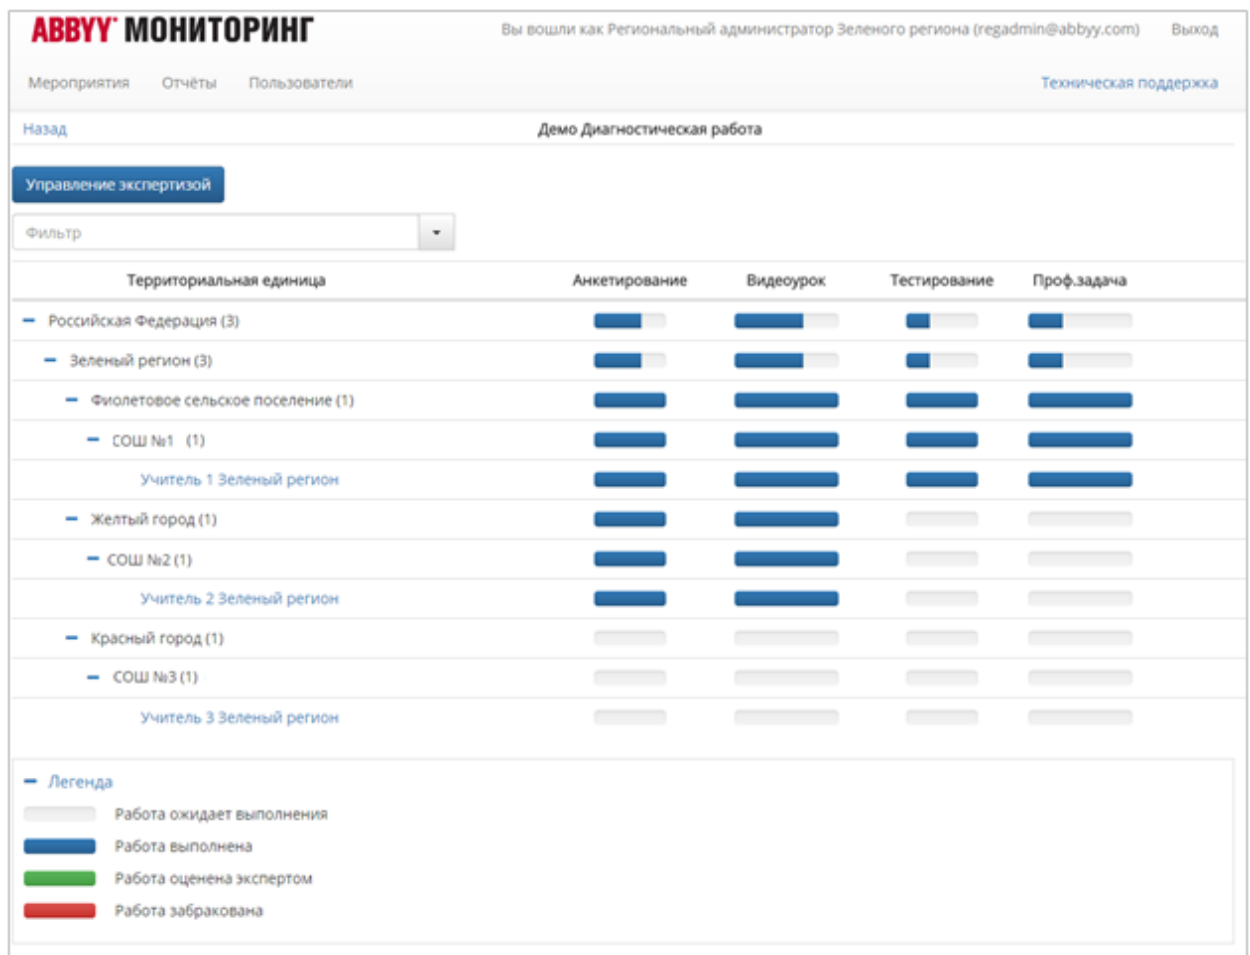 ABBYY МОНИТОРИНГ
Вы вошли как Региональный администратор Зеленого региона (regadmin@abbyy.com) Выход
Мероприятия Отчёты Пользователи Техническая поддержка
Назад Демо Диагностическая работа
Управление экспертизой
Фильтр
Территориальная единица Анкетирование Видеоурок Тестирование Проф.задача
Российская Федерация (3)
Зеленый регион (3)
Фиолетовое сельское поселение (1)
СОШ №1 (1)
Учитель 1 Зеленый регион
Желтый город (1)
СОШ №2 (1)
Учитель 2 Зеленый регион
Красный город (1)
СОШ №3 (1)
Учитель 3 Зеленый регион
Легенда
Работа ожидает выполнения
Работа выполнена
Работа оценена экспертом
Работа забракована